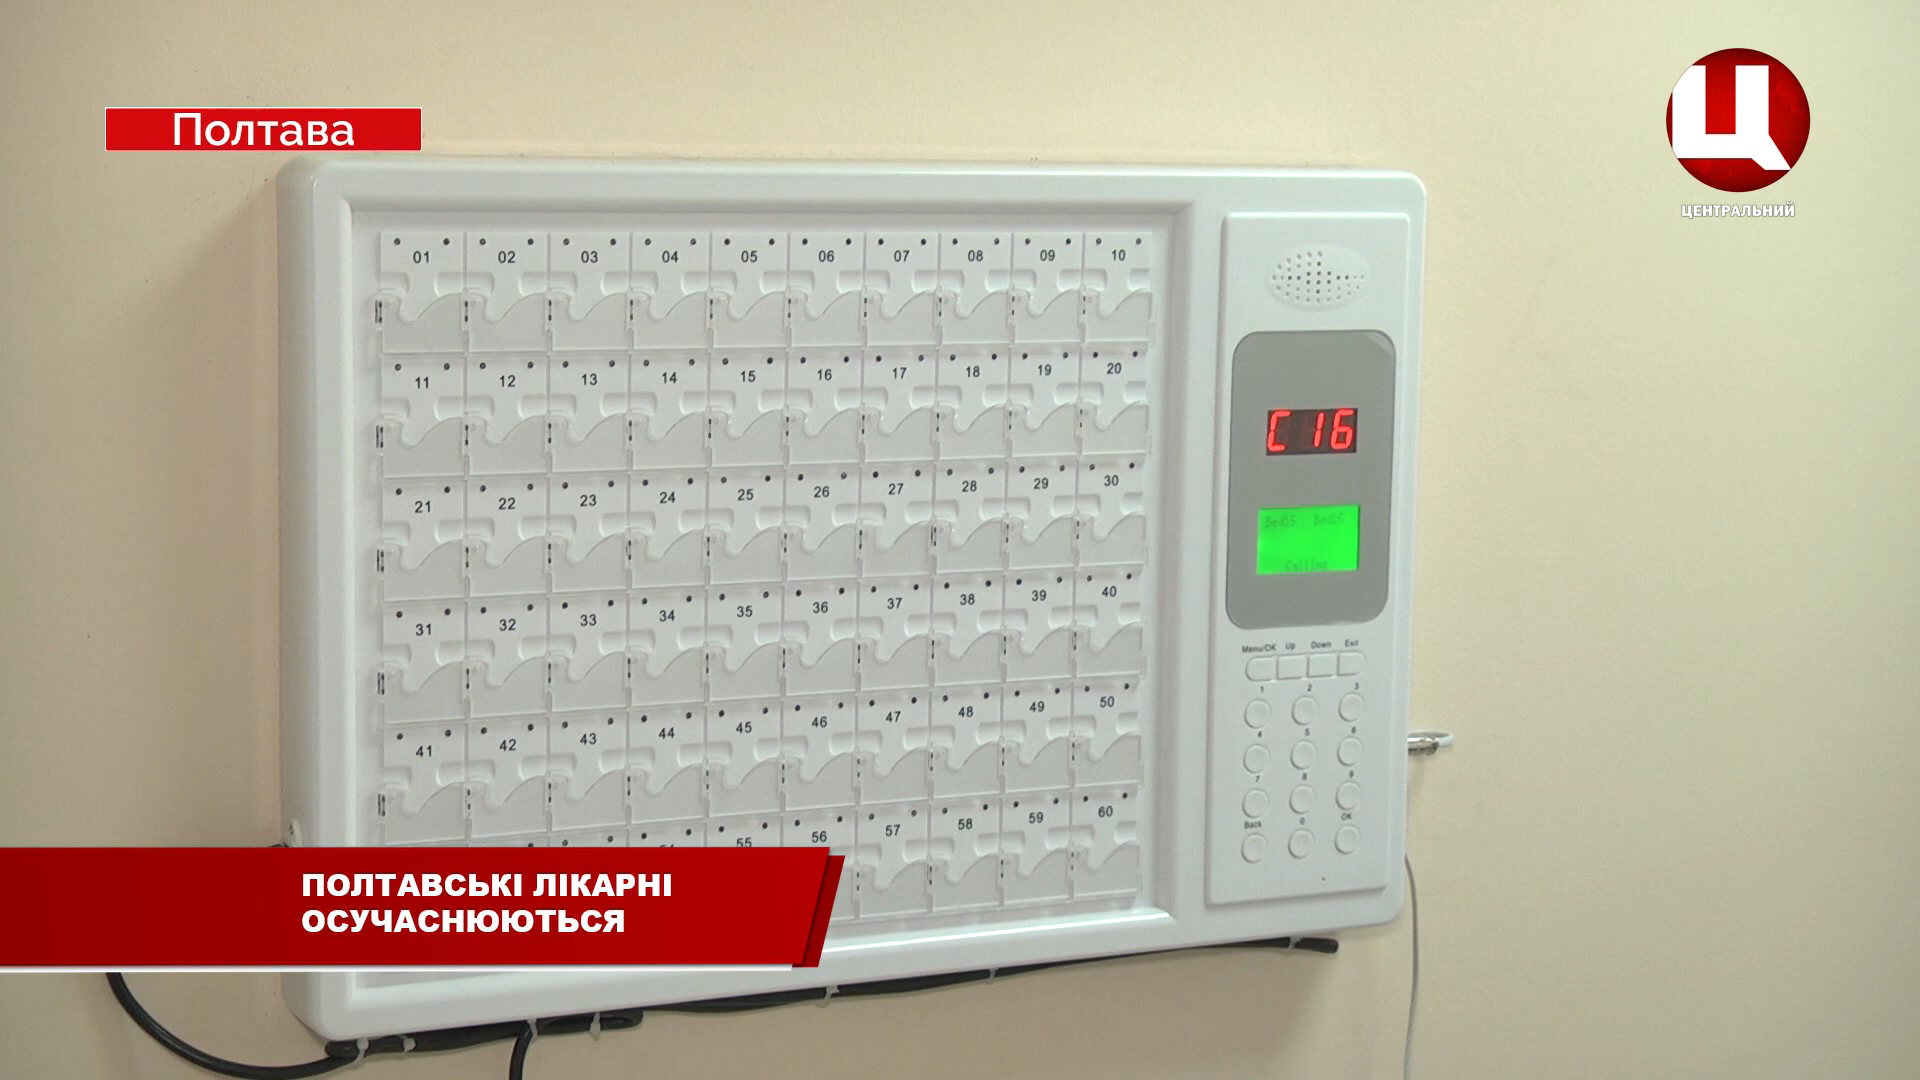 Полтава
Ц
ЦЕНТРАЛЬНИЙ
01 02 03 04 05 06 07 08 09 10
11 12 13 14 15 16 17 18 19 20
21 22 23 24 25 26 27 28 29 30
31 32 33 34 35 36 37 38 39 40
41 42 43 44 45 46 47 48 49 50
55 56 57 58 59 60
C 16
Bed15 Bed16
Calling
Menu/OK Up Down Exit
1 2 3
4 5 6
7 8 9
Back 0 OK
ПОЛТАВСЬКІ ЛІКАРНІ
ОСУЧАСНЮЮТЬСЯ